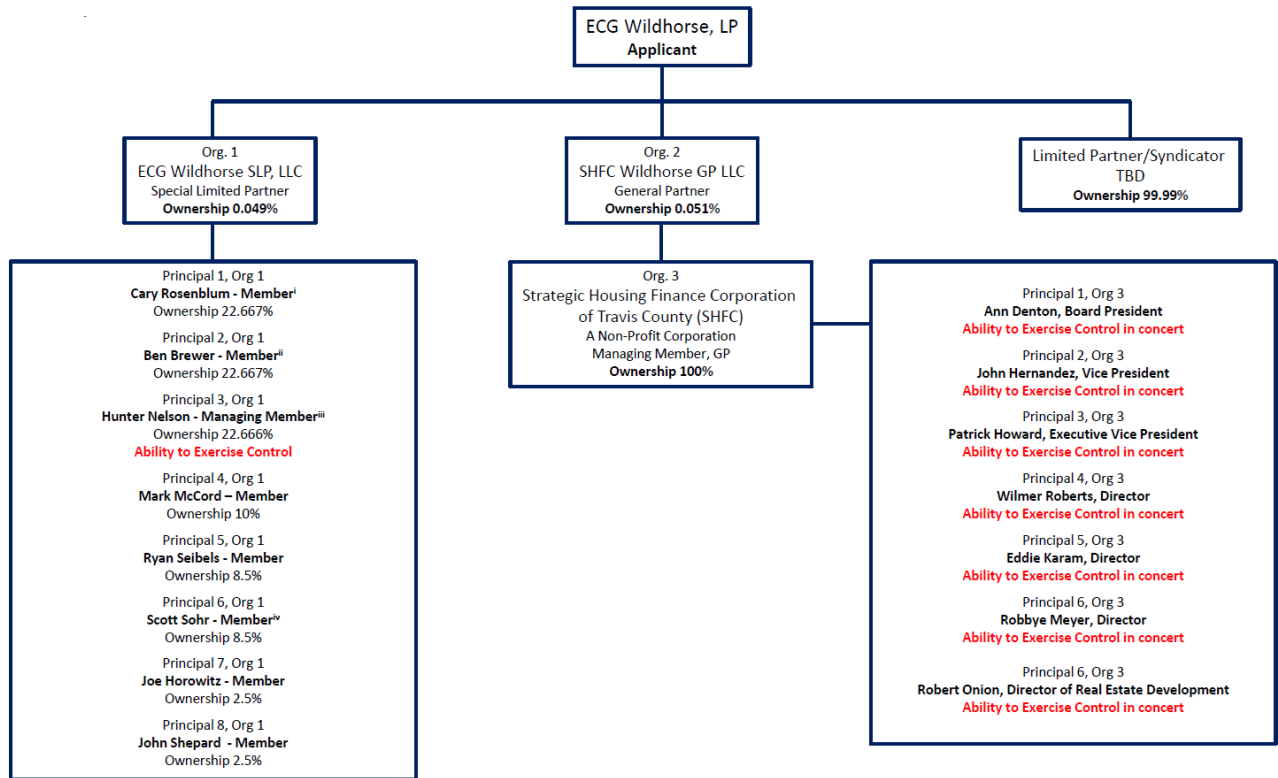 ECG Wildhorse, LP
Applicant
Org. 1
ECG Wildhorse SLP, LLC
Special Limited Partner
Ownership 0.049%
Org. 2
SHFC Wildhorse GP LLC
General Partner
Ownership 0.051%
Limited Partner/Syndicator
TBD
Ownership 99.99%
Principal 1, Org 1
Cary Rosenblum - Memberⁱ
Ownership 22.667%
Principal 2, Org 1
Ben Brewer - Memberⁱⁱ
Ownership 22.667%
Principal 3, Org 1
Hunter Nelson - Managing Memberⁱⁱⁱ
Ownership 22.666%
Ability to Exercise Control
Principal 4, Org 1
Mark McCord – Member
Ownership 10%
Principal 5, Org 1
Ryan Seibels - Member
Ownership 8.5%
Principal 6, Org 1
Scott Sohr - Memberⁱᵛ
Ownership 8.5%
Principal 7, Org 1
Joe Horowitz - Member
Ownership 2.5%
Principal 8, Org 1
John Shepard - Member
Ownership 2.5%
Org. 3
Strategic Housing Finance Corporation
of Travis County (SHFC)
A Non-Profit Corporation
Managing Member, GP
Ownership 100%
Principal 1, Org 3
Ann Denton, Board President
Ability to Exercise Control in concert
Principal 2, Org 3
John Hernandez, Vice President
Ability to Exercise Control in concert
Principal 3, Org 3
Patrick Howard, Executive Vice President
Ability to Exercise Control in concert
Principal 4, Org 3
Wilmer Roberts, Director
Ability to Exercise Control in concert
Principal 5, Org 3
Eddie Karam, Director
Ability to Exercise Control in concert
Principal 6, Org 3
Robbye Meyer, Director
Ability to Exercise Control in concert
Principal 6, Org 3
Robert Onion, Director of Real Estate Development
Ability to Exercise Control in concert